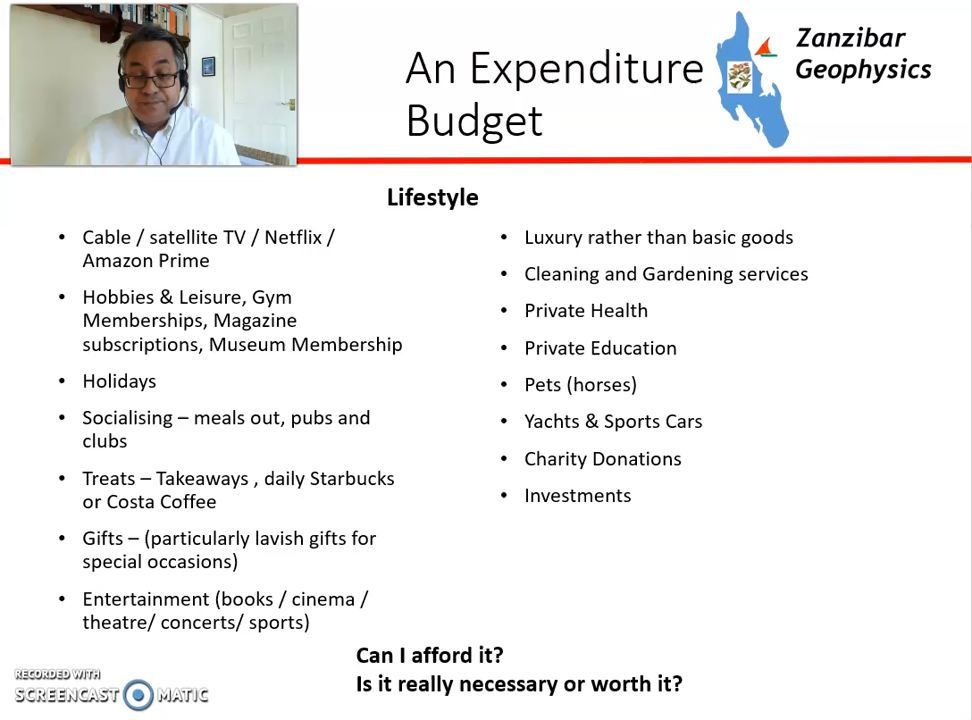 An Expenditure
Budget
Zanzibar
Geophysics
Lifestyle
• Cable / satellite TV / Netflix /
Amazon Prime
• Hobbies & Leisure, Gym
Memberships, Magazine
subscriptions, Museum Membership
• Holidays
• Socialising – meals out, pubs and
clubs
• Treats – Takeaways , daily Starbucks
or Costa Coffee
• Gifts – (particularly lavish gifts for
special occasions)
• Entertainment (books / cinema /
theatre/ concerts/ sports)
• Luxury rather than basic goods
• Cleaning and Gardening services
• Private Health
• Private Education
• Pets (horses)
• Yachts & Sports Cars
• Charity Donations
• Investments
Can I afford it?
Is it really necessary or worth it?
RECORDED WITH
SCREENCAST MATIC